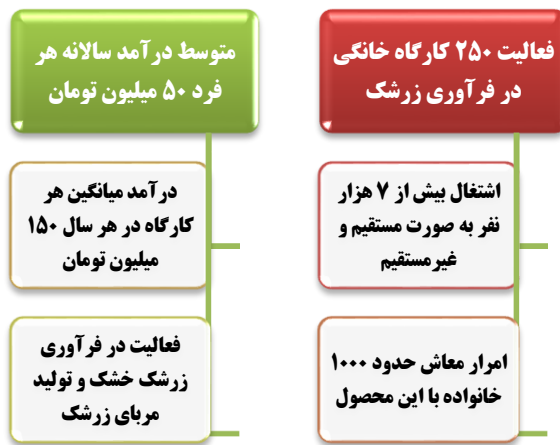 فعالیت ۲۵۰ کارگاه خانگی
در فرآوری زرشک
اشتغال بیش از ۷ هزار
نفر به صورت مستقیم و
غیرمستقیم
امرار معاش حدود ۱۰۰۰
خانواده با این محصول
متوسط درآمد سالانه هر
فرد ۵۰ میلیون تومان
درآمد میانگین هر
کارگاه در هر سال ۱۵۰
میلیون تومان
فعالیت در فرآوری
زرشک خشک و تولید
مربای زرشک